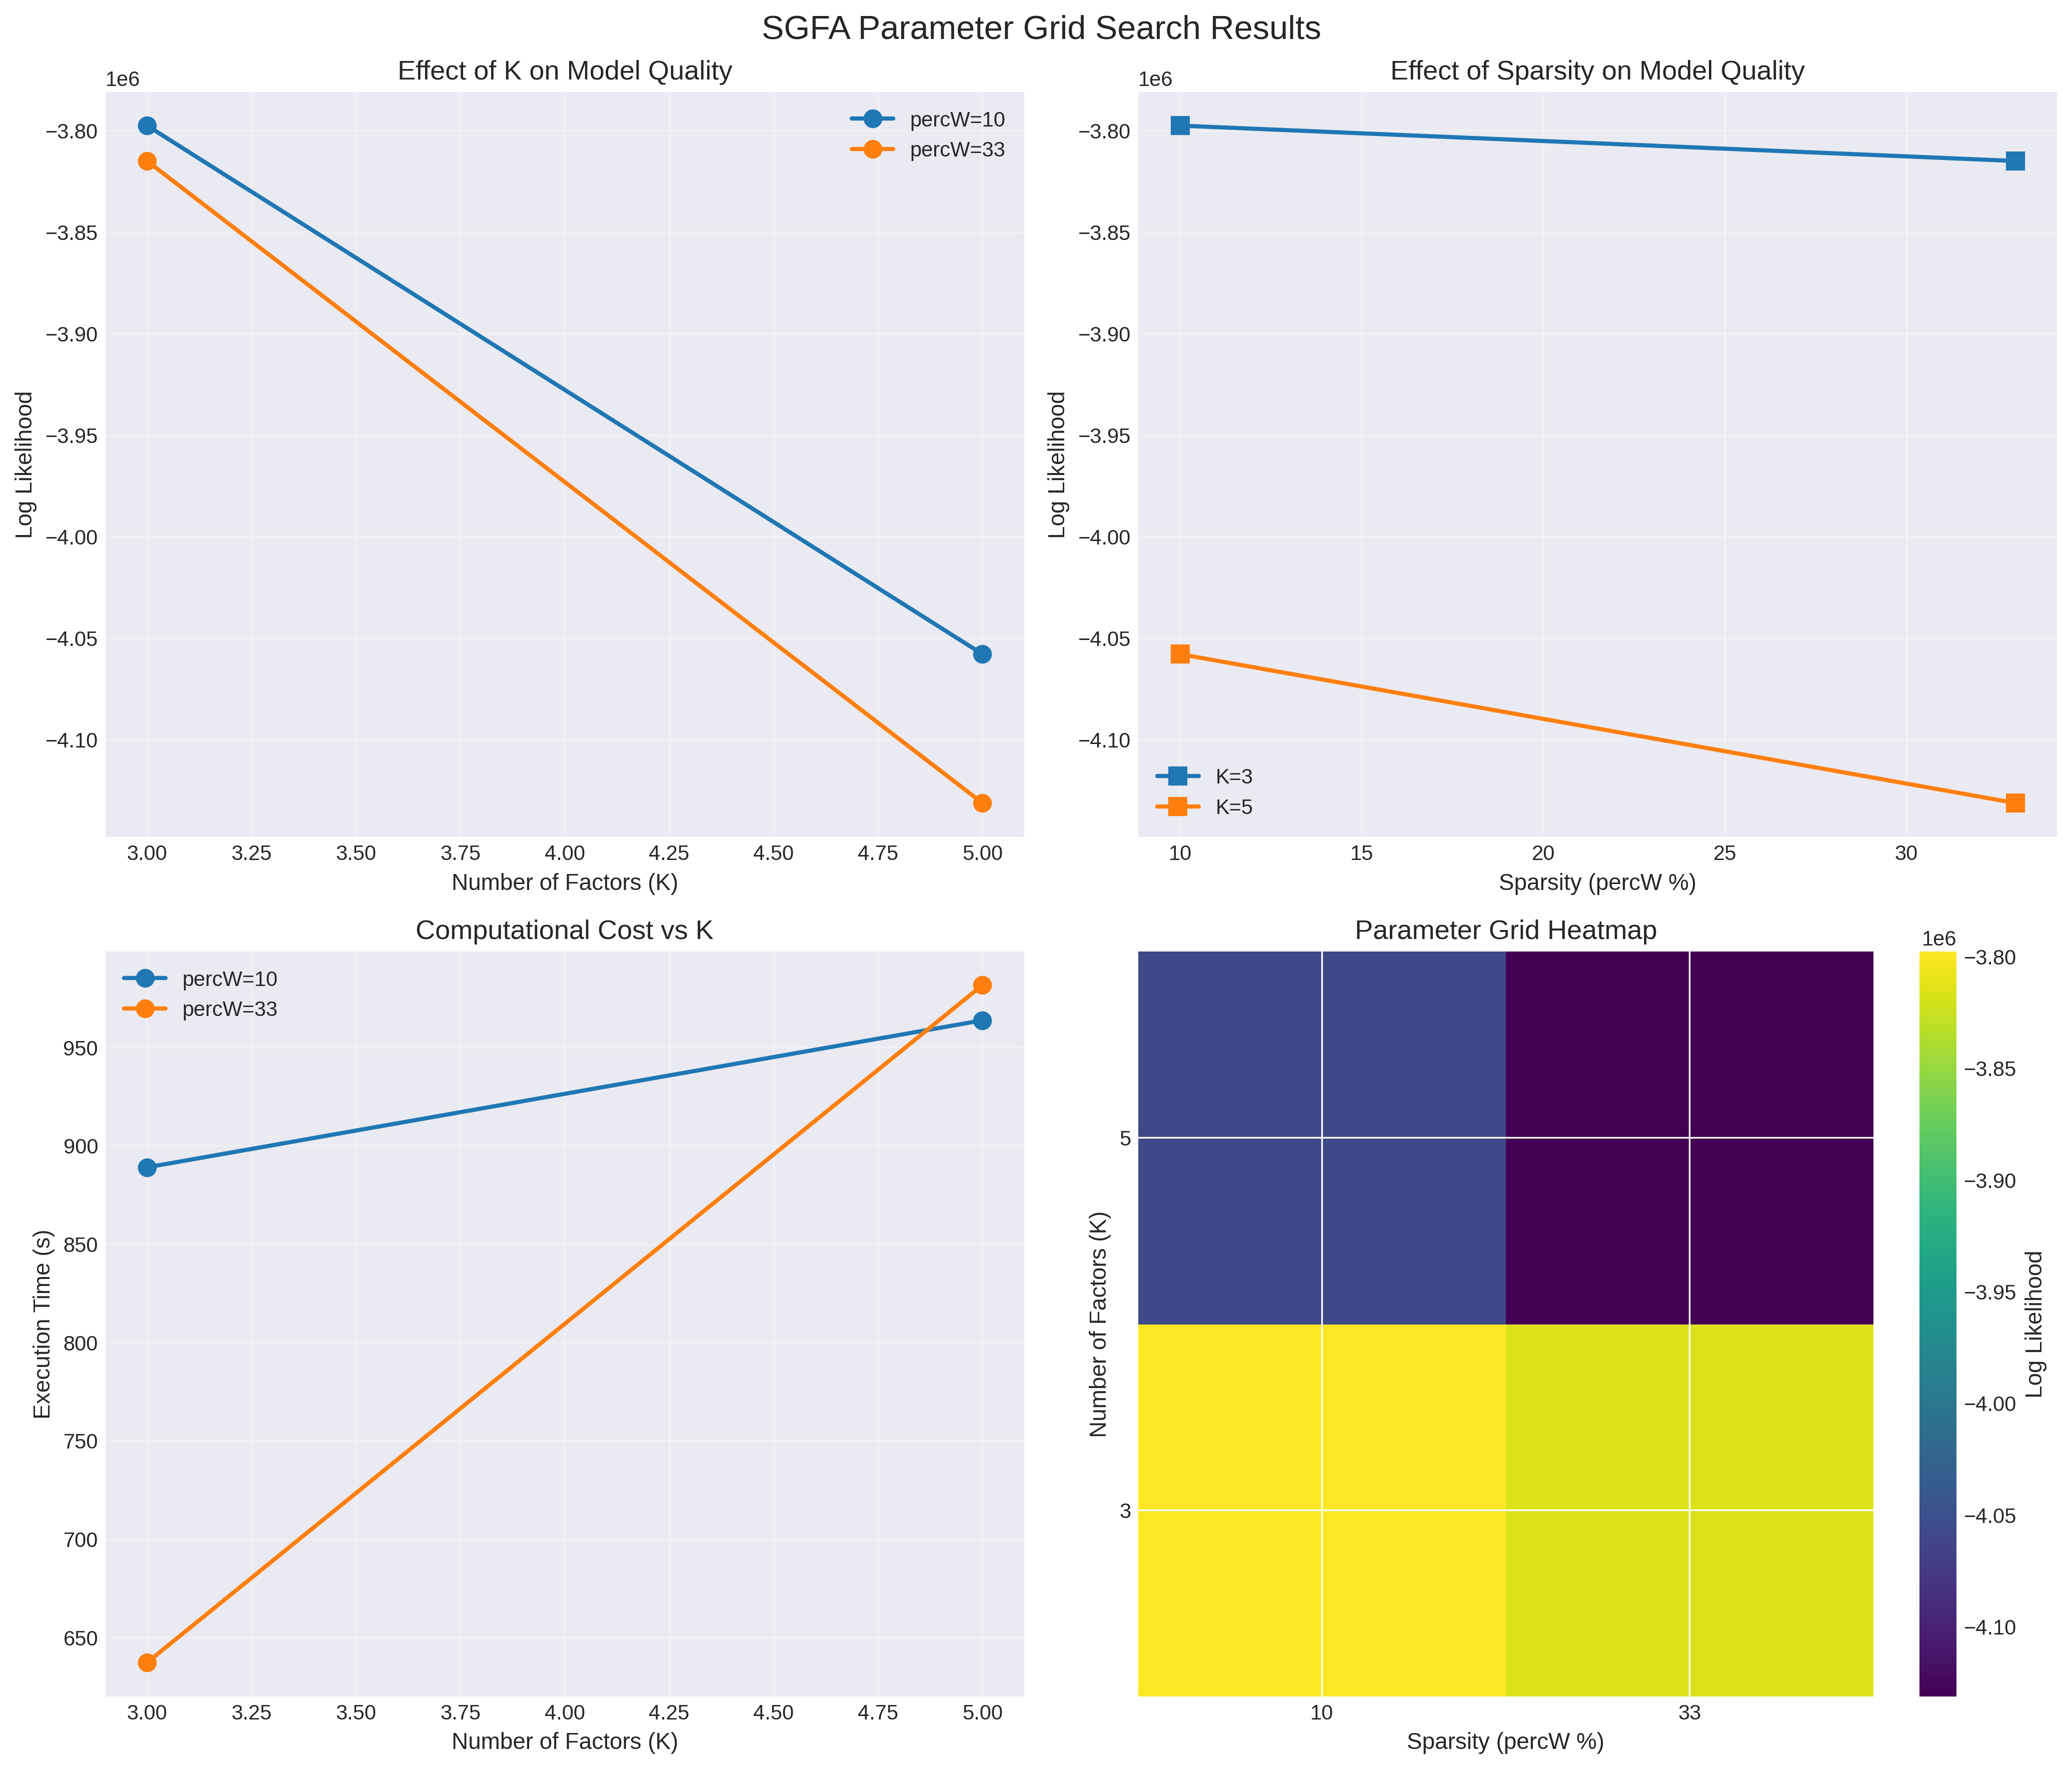 SGFA Parameter Grid Search Results
Effect of K on Model Quality
1e6
percW=10
percW=33
−3.80
−3.85
−3.90
−3.95
−4.00
−4.05
−4.10
Log Likelihood
3.00 3.25 3.50 3.75 4.00 4.25 4.50 4.75 5.00
Number of Factors (K)
Effect of Sparsity on Model Quality
1e6
−3.80
−3.85
−3.90
−3.95
−4.00
−4.05
−4.10
Log Likelihood
K=3
K=5
10 15 20 25 30
Sparsity (percW %)
Computational Cost vs K
percW=10
percW=33
950
900
850
800
750
700
650
Execution Time (s)
3.00 3.25 3.50 3.75 4.00 4.25 4.50 4.75 5.00
Number of Factors (K)
Parameter Grid Heatmap
5
3
Number of Factors (K)
10 33
Sparsity (percW %)
1e6
−3.80
−3.85
−3.90
−3.95
−4.00
−4.05
−4.10
Log Likelihood